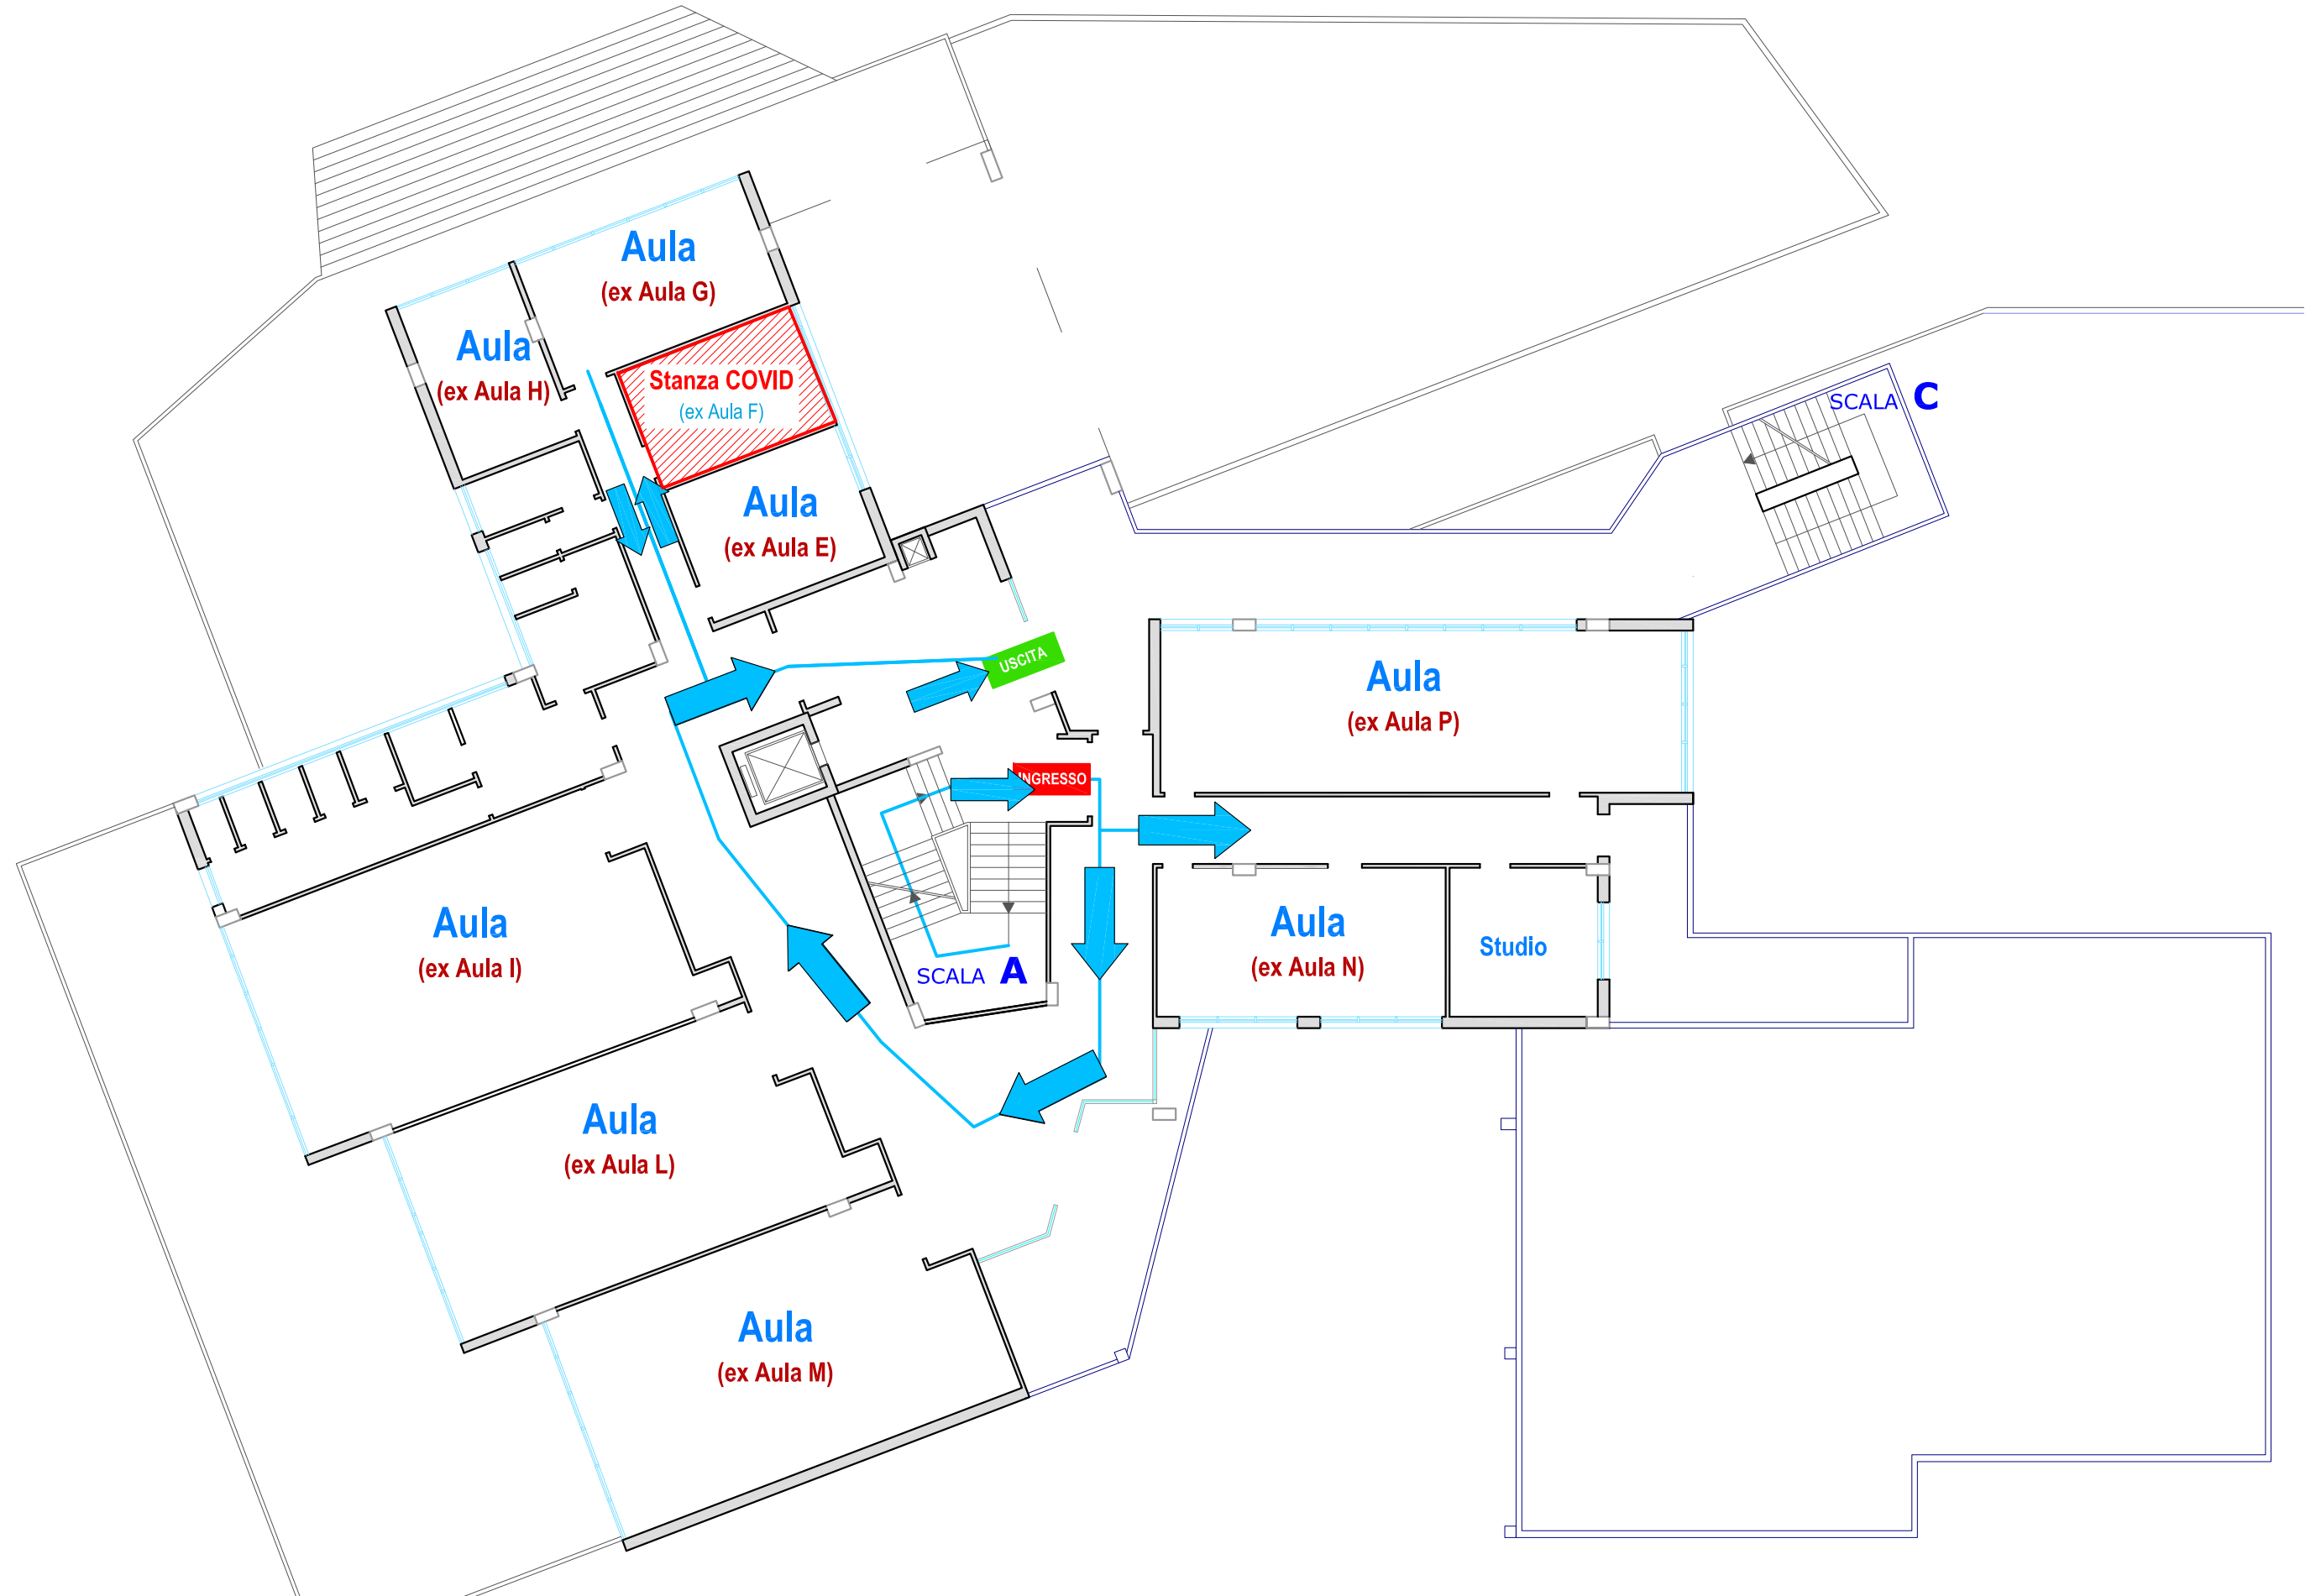 Aula
(ex Aula G)
Aula
(ex Aula H)
Stanza COVID
(ex Aula F)
SCALA C
Aula
(ex Aula E)
USCITA
Aula
(ex Aula P)
INGRESSO
Aula
(ex Aula I)
Aula
(ex Aula N)
Studio
SCALA A
Aula
(ex Aula L)
Aula
(ex Aula M)